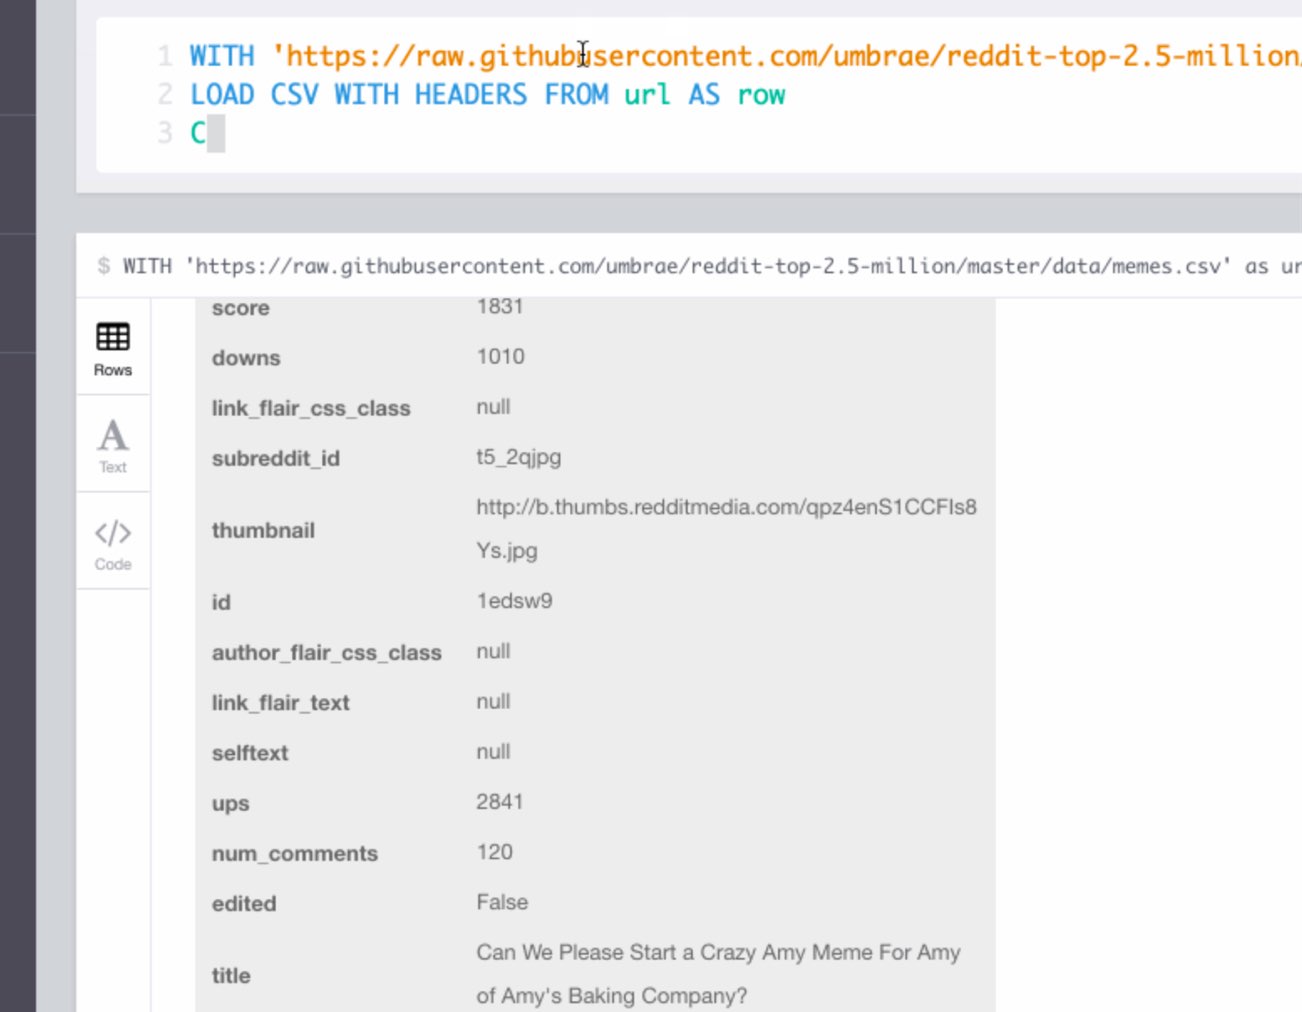 1 WITH 'https://raw.githubusercontent.com/umbrae/reddit-top-2.5-million/
2 LOAD CSV WITH HEADERS FROM url AS row
3 C
$ WITH 'https://raw.githubusercontent.com/umbrae/reddit-top-2.5-million/master/data/memes.csv' as ur
score 1831
Rows
downs 1010
link_flair_css_class null
Text
subreddit_id t5_2qjpg
thumbnail http://b.thumbs.redditmedia.com/qpz4enS1CCFIs8
Ys.jpg
Code
id 1edsw9
author_flair_css_class null
link_flair_text null
selftext null
ups 2841
num_comments 120
edited False
title Can We Please Start a Crazy Amy Meme For Amy
of Amy's Baking Company?